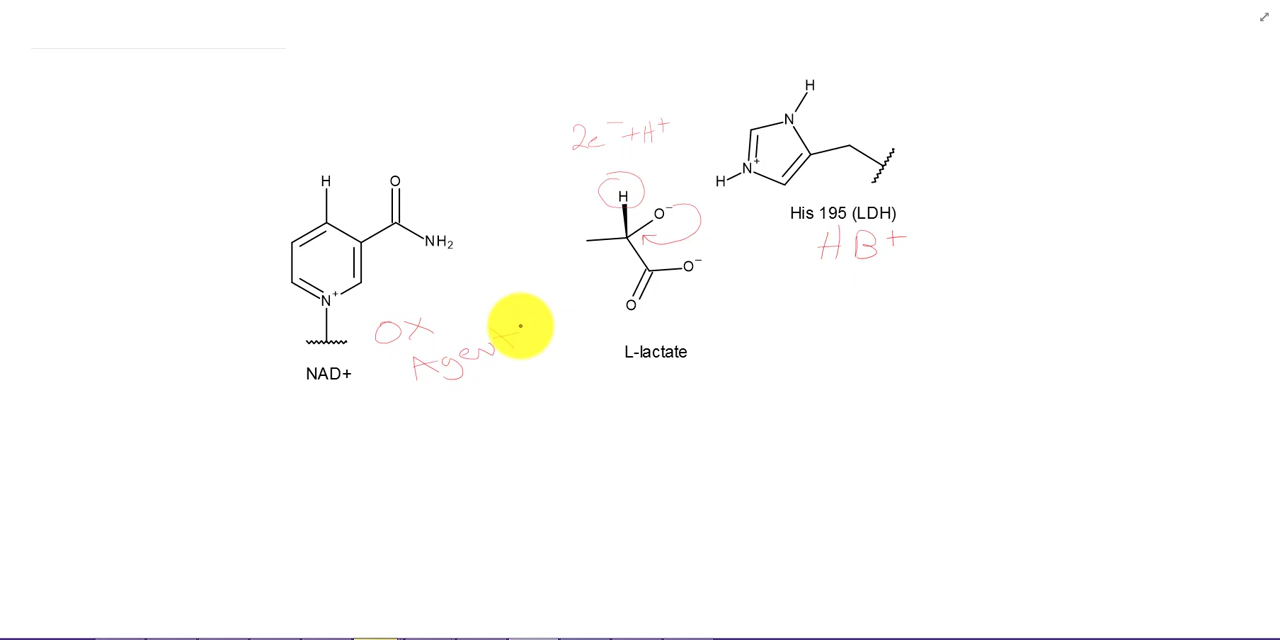 H
N
H N+
His 195 (LDH)
HB+
2e⁻ + H+
H
O⁻
O⁻
O
L-lactate
H
O
NH₂
N+
NAD+
OX
Agent